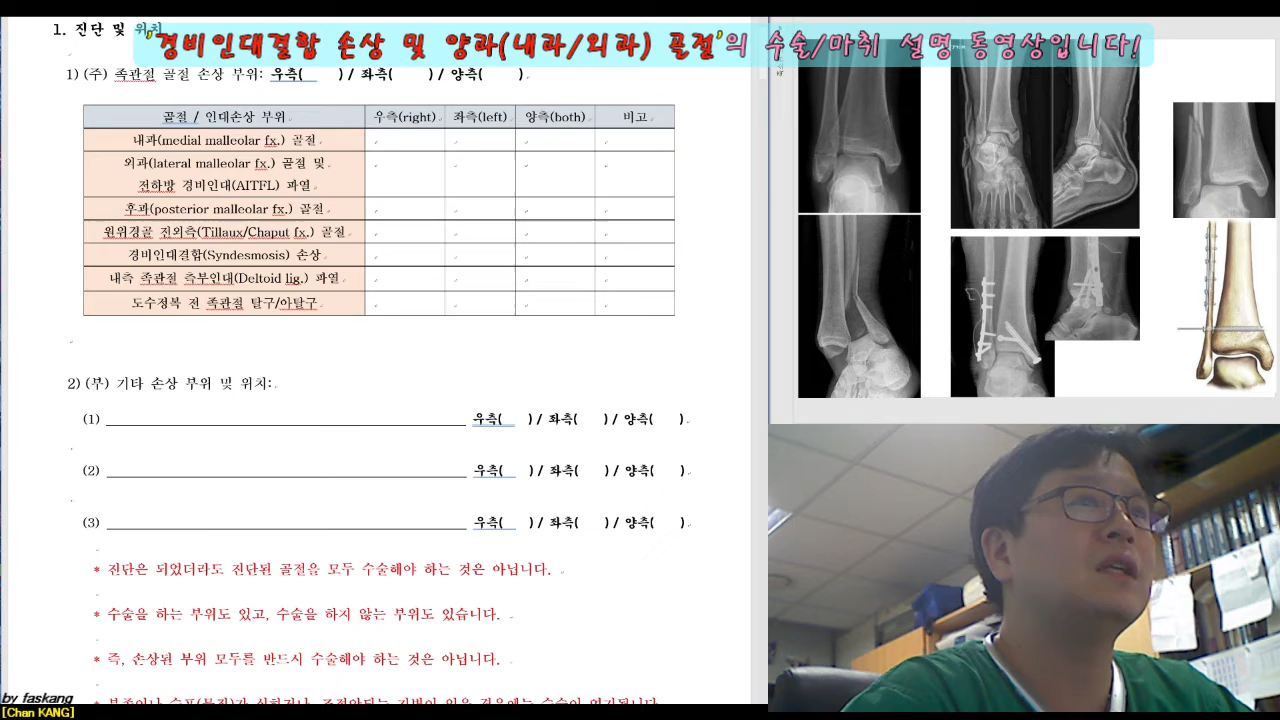 '경비인대결합 손상 및 양과(내과/외과) 골절'의 수술/마취 설명 동영상입니다!
1. 진단 및 위치
1) (주) 족관절 골절 손상 부위: 우측( ) / 좌측( ) / 양측( )
골절 / 인대손상 부위 우측(right) 좌측(left) 양측(both) 비고
내과(medial malleolar fx.) 골절
외과(lateral malleolar fx.) 골절 및
전하방 경비인대(AITFL) 파열
후과(posterior malleolar fx.) 골절
원위경골 전외측(Tillaux/Chaput fx.) 골절
경비인대결합(Syndesmosis) 손상
내측 족관절 측부인대(Deltoid lig.) 파열
도수정복 전 족관절 탈구/아탈구
2) (부) 기타 손상 부위 및 위치:
(1) 우측( ) / 좌측( ) / 양측( )
(2) 우측( ) / 좌측( ) / 양측( )
(3) 우측( ) / 좌측( ) / 양측( )
* 진단은 되었더라도 진단된 골절을 모두 수술해야 하는 것은 아닙니다.
* 수술을 하는 부위도 있고, 수술을 하지 않는 부위도 있습니다.
* 즉, 손상된 부위 모두를 반드시 수술해야 하는 것은 아닙니다.
by faskang
[Chan KANG]